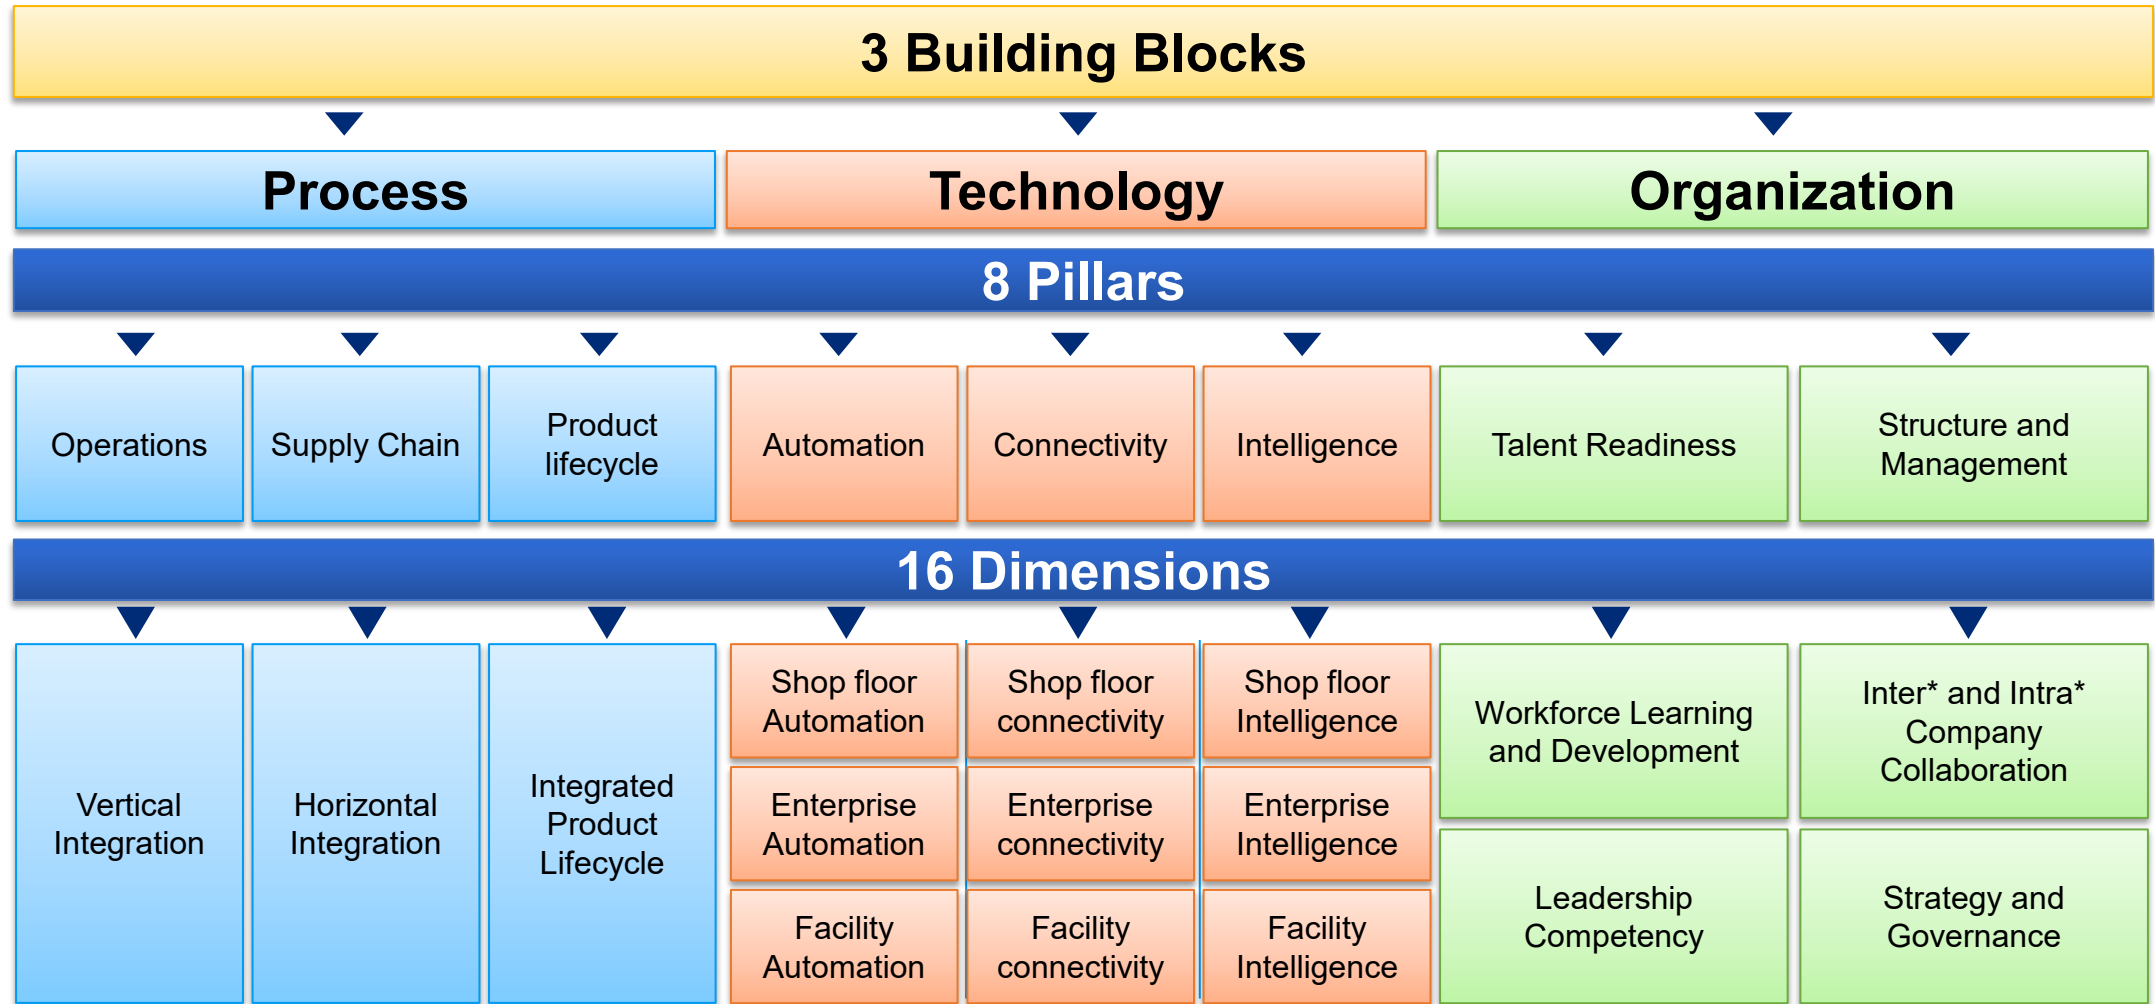 3 Building Blocks
Process
Technology
Organization
8 Pillars
Operations
Supply Chain
Product
lifecycle
Automation
Connectivity
Intelligence
Talent Readiness
Structure and
Management
16 Dimensions
Vertical
Integration
Horizontal
Integration
Integrated
Product
Lifecycle
Shop floor
Automation
Enterprise
Automation
Facility
Automation
Shop floor
connectivity
Enterprise
connectivity
Facility
connectivity
Shop floor
Intelligence
Enterprise
Intelligence
Facility
Intelligence
Workforce Learning
and Development
Leadership
Competency
Inter* and Intra*
Company
Collaboration
Strategy and
Governance